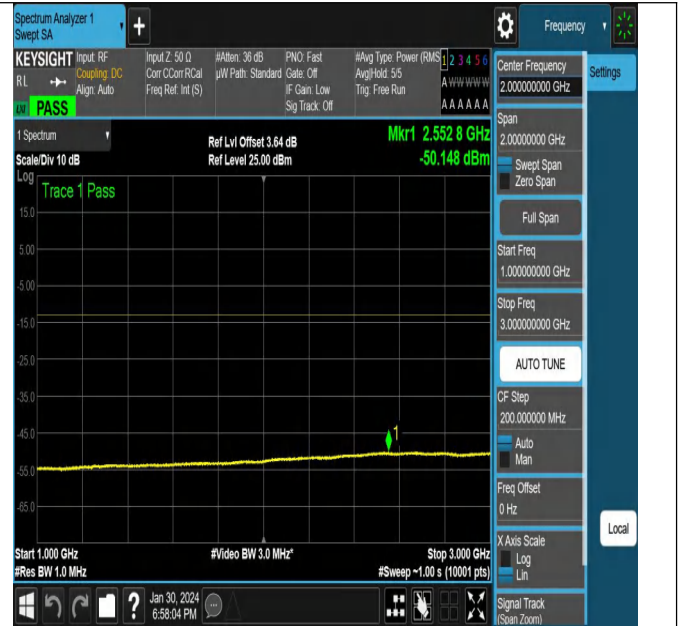 Spectrum Analyzer 1
Swept SA
Frequency
KEYSIGHT
RL
LXI
PASS
Input: RF
Coupling: DC
Align: Auto
Input Z: 50 Ω
Corr CCorr RCal
Freq Ref: Int (S)
#Atten: 36 dB
µW Path: Standard
PNO: Fast
Gate: Off
IF Gain: Low
Sig Track: Off
#Avg Type: Power (RMS
Avg|Hold: 5/5
Trig: Free Run
1 2 3 4 5 6
A W W W W W
A A A A A A
1 Spectrum
Scale/Div 10 dB
Ref Lvl Offset 3.64 dB
Ref Level 25.00 dBm
Mkr1 2.552 8 GHz
-50.148 dBm
Log
Trace 1 Pass
15.0
5.00
-5.00
-15.0
-25.0
-35.0
-45.0
-55.0
-65.0
1
Start 1.000 GHz
#Res BW 1.0 MHz
#Video BW 3.0 MHz*
Stop 3.000 GHz
#Sweep ~1.00 s (10001 pts)
Jan 30, 2024
6:58:04 PM
Center Frequency
2.000000000 GHz
Span
2.00000000 GHz
Swept Span
Zero Span
Full Span
Start Freq
1.000000000 GHz
Stop Freq
3.000000000 GHz
AUTO TUNE
CF Step
200.000000 MHz
Auto
Man
Freq Offset
0 Hz
X Axis Scale
Log
Lin
Signal Track
(Span Zoom)
Settings
Local